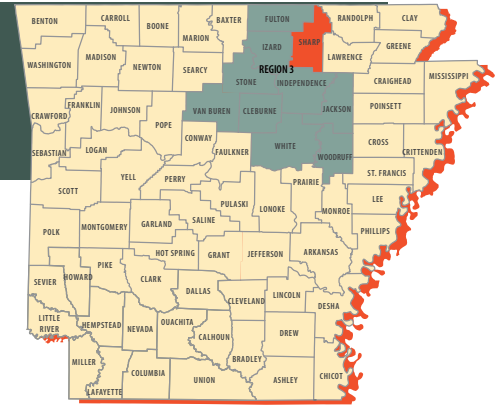 BENTON
CARROLL
BOONE
BAXTER
FULTON
RANDOLPH
CLAY
MARION
SHARP
IZARD
GREENE
WASHINGTON
MADISON
NEWTON
SEARCY
LAWRENCE
REGION 3
STONE
INDEPENDENCE
CRAIGHEAD
MISSISSIPPI
CRAWFORD
FRANKLIN
JOHNSON
POPE
VAN BUREN
CLEBURNE
JACKSON
POINSETT
SEBASTIAN
LOGAN
CONWAY
FAULKNER
WHITE
WOODRUFF
CROSS
CRITTENDEN
SCOTT
YELL
PERRY
PRAIRIE
ST. FRANCIS
PULASKI
LONOKE
MONROE
LEE
POLK
MONTGOMERY
GARLAND
SALINE
PHILLIPS
HOT SPRING
GRANT
JEFFERSON
ARKANSAS
SEVIER
HOWARD
PIKE
CLARK
DALLAS
CLEVELAND
LINCOLN
DESHA
LITTLE
RIVER
HEMPSTEAD
NEVADA
OUACHITA
CALHOUN
DREW
BRADLEY
MILLER
LAFAYETTE
COLUMBIA
UNION
ASHLEY
CHICOT